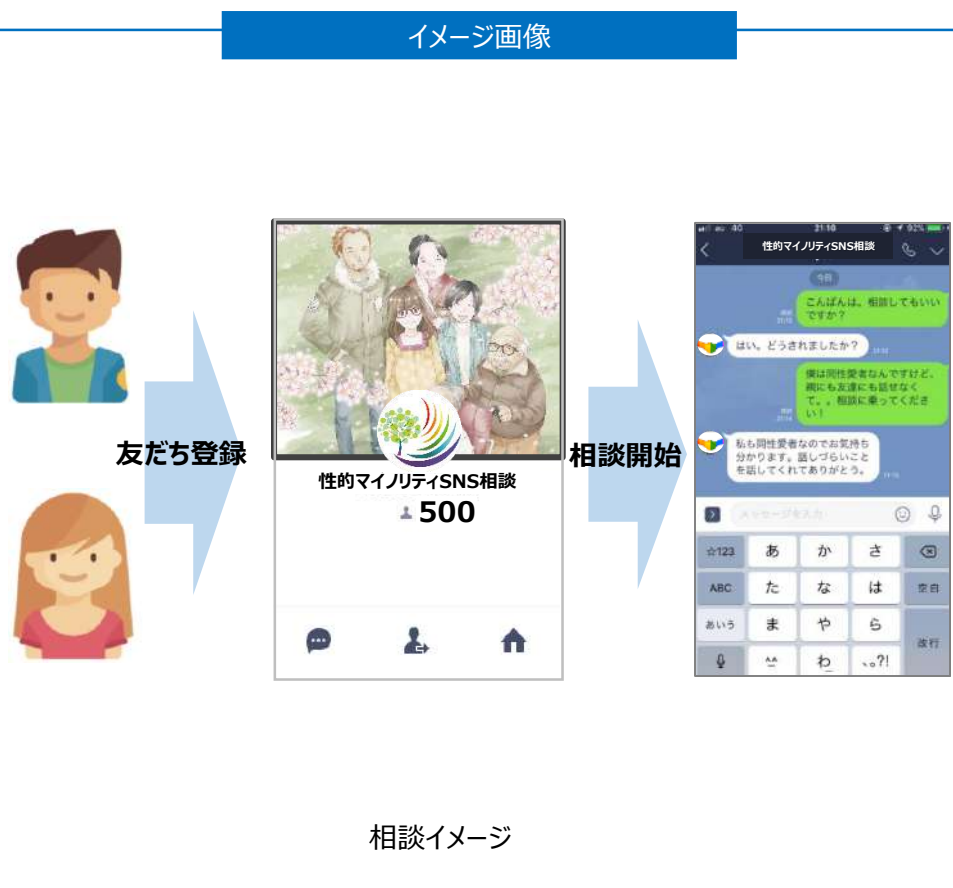 イメージ画像
友だち登録
性的マイノリティSNS相談
500
相談開始
4G
21:16
92%
性的マイノリティSNS相談
今日
こんばんは。相談してもいい
ですか？
はい。どうされましたか？
僕は同性愛者なんですけど、
親にも友達にも話せなく
て。。相談に乗ってくださ
い！
私も同性愛者なのでお気持ち
分かります。話しづらいこと
を話してくれてありがとう。
メッセージを入力
☆123
あ
か
さ
ABC
た
な
は
空白
あいう
ま
や
ら
改行
^^
わ
、。?!
相談イメージ